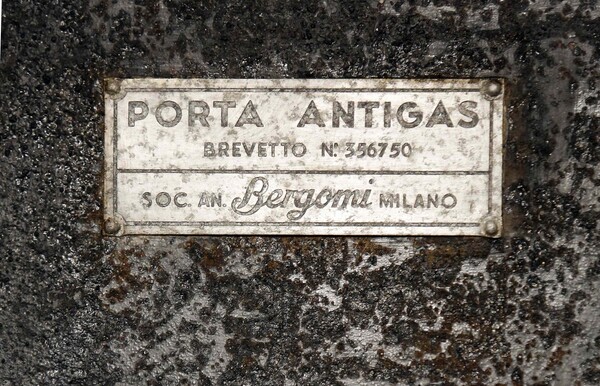 PORTA ANTIGAS
BREVETTO N. 356750
SOC. AN. Bergomi MILANO